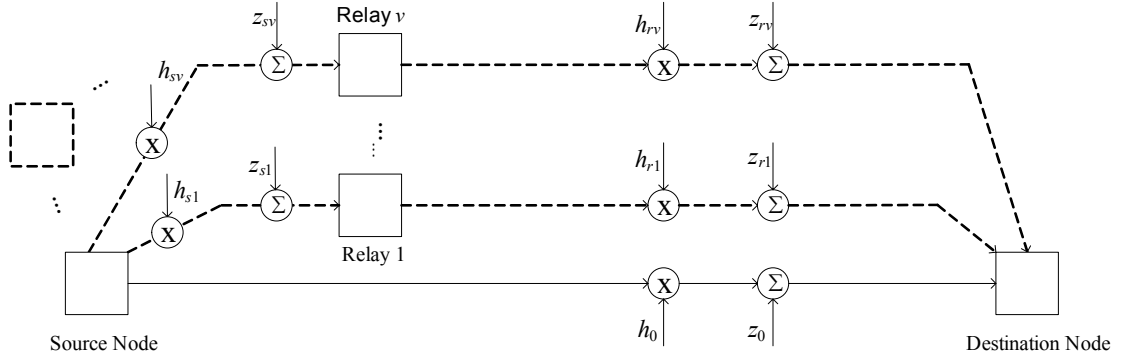 z_sv Relay v h_rv z_rv
h_sv Σ x Σ
x
z_s1 h_r1 z_r1
h_s1 Σ x Σ
x
Relay 1
x Σ
Source Node h_0 z_0 Destination Node